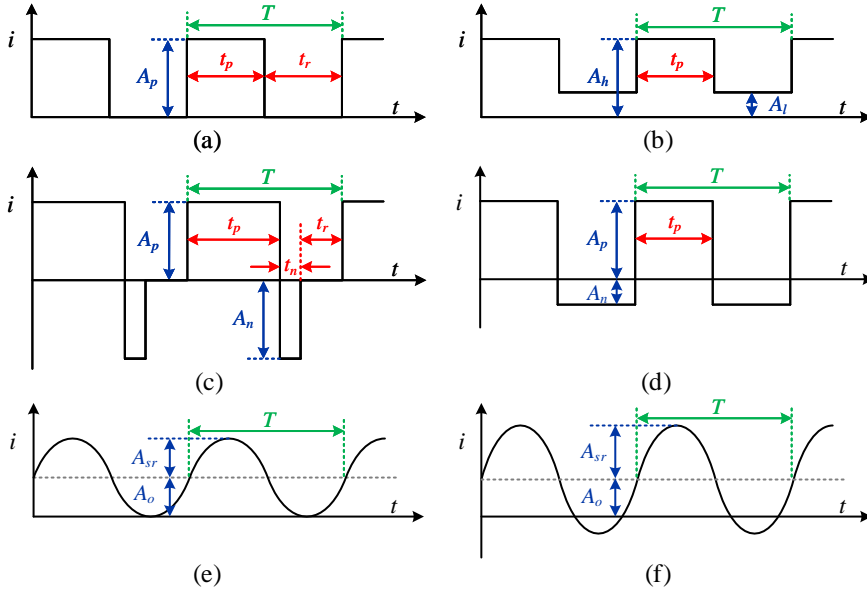 i
T
A_p
t_p
t_r
t
(a)
i
T
A_h
t_p
A_l
t
(b)
i
T
A_p
t_p
t_r
t_n
A_n
t
(c)
i
T
A_p
t_p
A_n
t
(d)
i
T
A_sr
A_o
t
(e)
i
T
A_sr
A_o
t
(f)